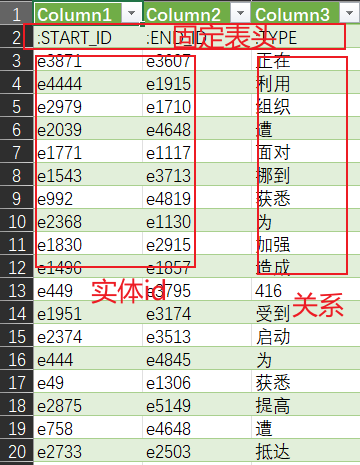 1 Column1 Column2 Column3
2 :START_ID :END_ID :TYPE
固定表头
3 e3871 e3607 正在
4 e4444 e1915 利用
5 e2979 e1710 组织
6 e2039 e4648 遭
7 e1771 e1117 面对
8 e1543 e3713 挪到
9 e992 e4819 获悉
10 e2368 e1130 为
11 e1830 e2915 加强
12 e1496 e1857 造成
实体id 关系
13 e449 e3795 416
14 e1951 e3174 受到
15 e2374 e3513 启动
16 e444 e4845 为
17 e49 e1306 获悉
18 e2875 e5149 提高
19 e758 e4648 遭
20 e2733 e2503 抵达